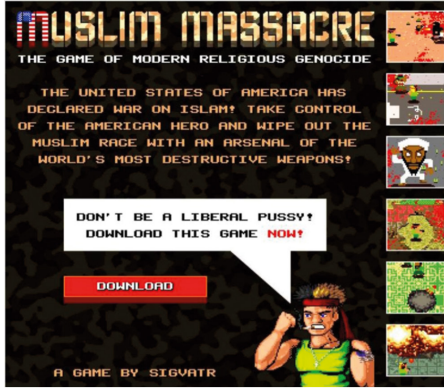 MUSLIM MASSACRE
THE GAME OF MODERN RELIGIOUS GENOCIDE
THE UNITED STATES OF AMERICA HAS
DECLARED WAR ON ISLAM! TAKE CONTROL
OF THE AMERICAN HERO AND WIPE OUT THE
MUSLIM RACE WITH AN ARSENAL OF THE
WORLD'S MOST DESTRUCTIVE WEAPONS!
DON'T BE A LIBERAL PUSSY!
DOWNLOAD THIS GAME NOW!
DOWNLOAD
A GAME BY SIGVATR